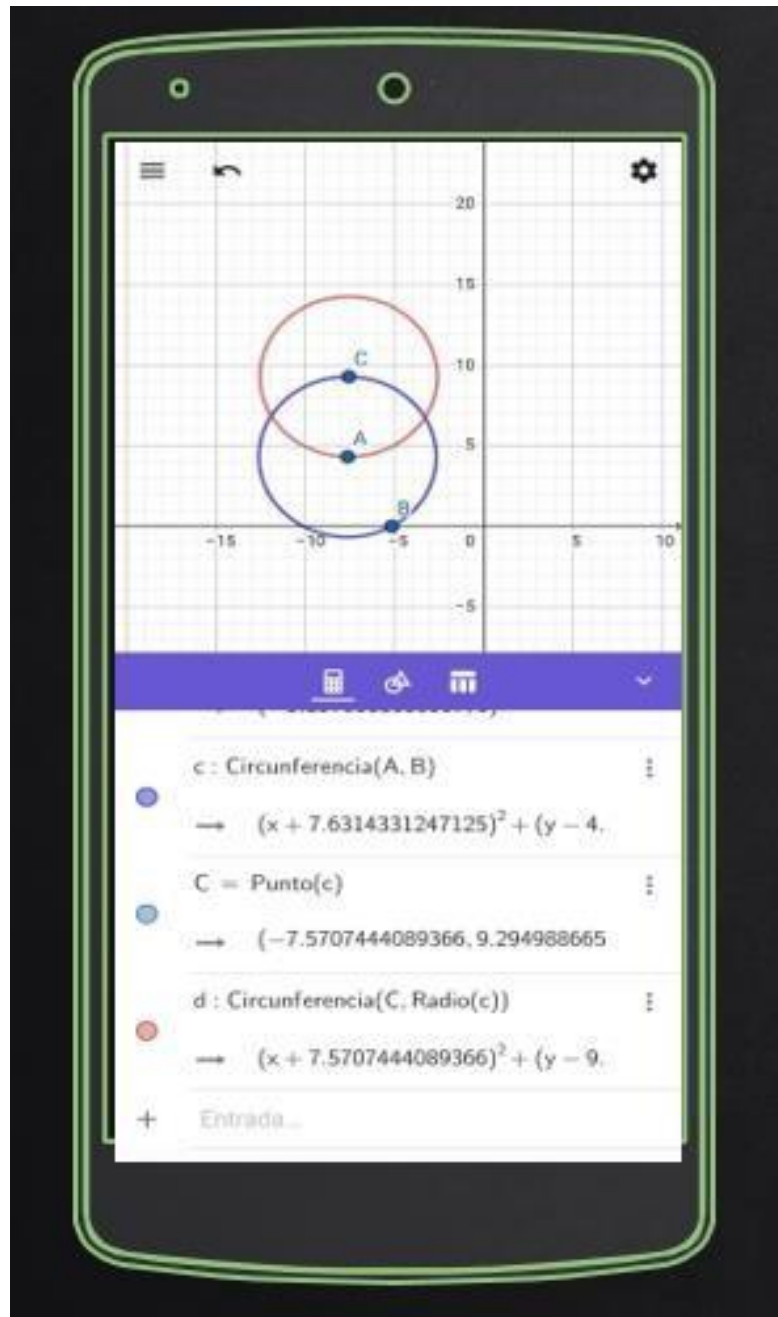 20
15
C
10
A
5
B
-15
-10
-5
0
5
10
-5
c : Circunferencia(A, B)
→ (x + 7.6314331247125)² + (y − 4.
C = Punto(c)
→ (−7.5707444089366, 9.294988665
d : Circunferencia(C, Radio(c))
→ (x + 7.5707444089366)² + (y − 9.
+ Entrada...